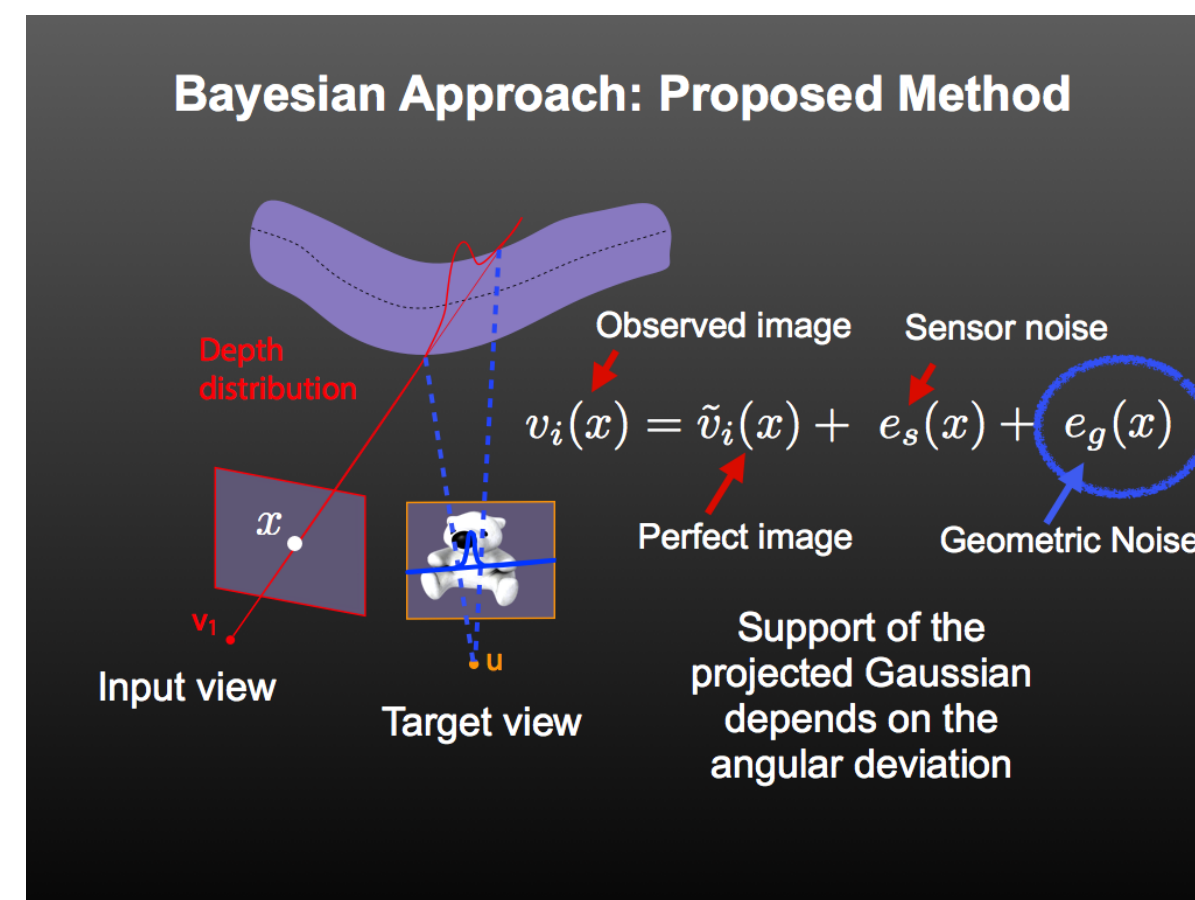 Bayesian Approach: Proposed Method
Observed image
Sensor noise
Depth
distribution
v_i(x) = ṽ_i(x) + e_s(x) + e_g(x)
x
Perfect image
Geometric Noise
v₁
u
Input view
Target view
Support of the
projected Gaussian
depends on the
angular deviation